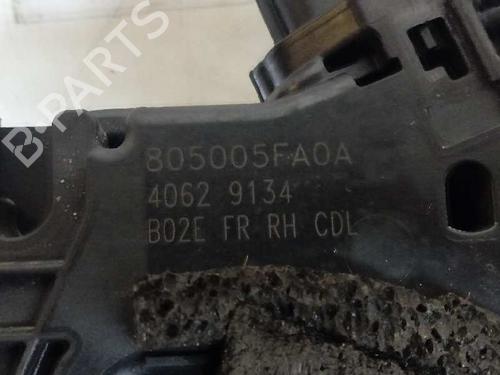 B-PARTS
805005FA0A
4062 9134
B02E FR RH CDL